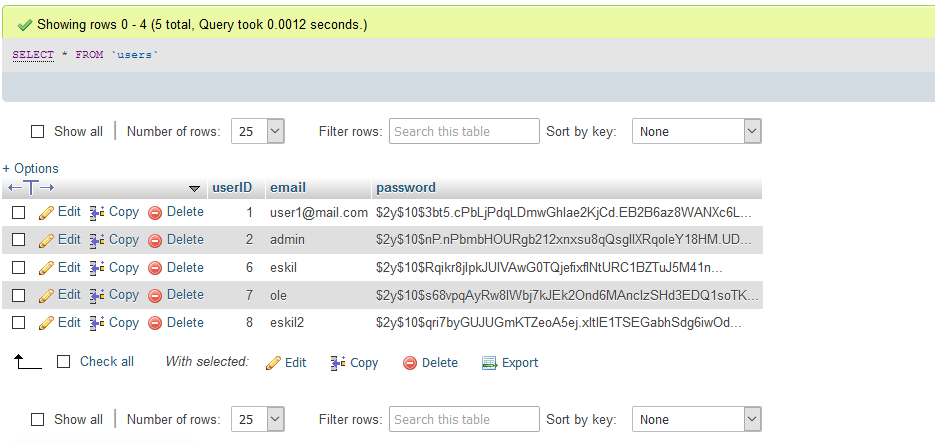 Showing rows 0 - 4 (5 total, Query took 0.0012 seconds.)
SELECT * FROM `users`
Show all | Number of rows: 25 Filter rows: Search this table Sort by key: None
+ Options
←T→ userID email password
Edit Copy Delete 1 user1@mail.com $2y$10$3bt5.cPbLjPdqLDmwGhlae2KjCd.EB2B6az8WANXc6L...
Edit Copy Delete 2 admin $2y$10$nP.nPbmbHOURgb212xnxsu8qQsgllXRqoleY18HM.UD...
Edit Copy Delete 6 eskil $2y$10$Rqikr8jlpkJUlVAwG0TQjefixflNtURC1BZTuJ5M41n...
Edit Copy Delete 7 ole $2y$10$s68vpqAyRw8lWbj7kJEk2Ond6MAnclzSHd3EDQ1soTK...
Edit Copy Delete 8 eskil2 $2y$10$qri7byGUJUGmKTZeoA5ej.xltlE1TSEGabhSdg6iwOd...
Check all With selected: Edit Copy Delete Export
Show all | Number of rows: 25 Filter rows: Search this table Sort by key: None